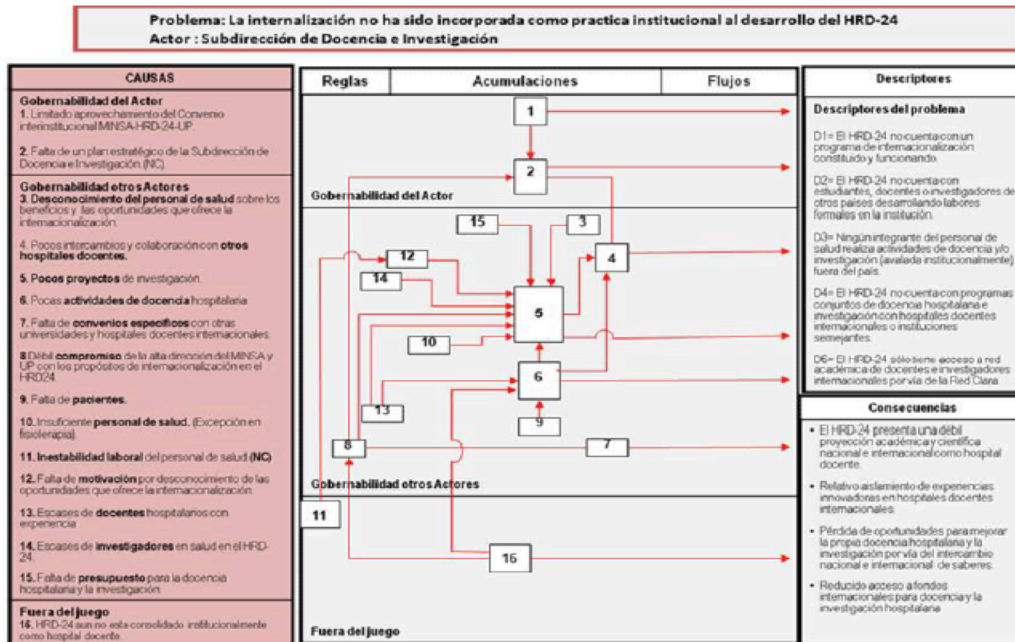 Problema: La internalización no ha sido incorporada como practica institucional al desarrollo del HRD-24
Actor : Subdirección de Docencia e Investigación
CAUSAS
Gobernabilidad del Actor
1. Limitado aprovechamiento del Convenio
interinstitucional MINSA-HRD-24-UP.
2. Falta de un plan estratégico de la Subdirección de
Docencia e Investigación (NC).
Gobernabilidad otros Actores
3. Desconocimiento del personal de salud sobre los
beneficios y las oportunidades que ofrece la
internacionalización.
4. Pocos intercambios y colaboración con otros
hospitales docentes.
5. Pocos proyectos de investigación.
6. Pocas actividades de docencia hospitalaria
7. Falta de convenios específicos con otras
universidades y hospitales docentes internacionales.
8 Débil compromiso de la alta dirección del MINSA y
UP con los propósitos de internacionalización en el
HRD24.
9. Falta de pacientes.
10. Insuficiente personal de salud. (Excepción en
fisioterapia).
11. Inestabilidad laboral del personal de salud (NC)
12. Falta de motivación por desconocimiento de las
oportunidades que ofrece la internacionalización
13. Escases de docentes hospitalarios con
experiencia
14. Escases de investigadores en salud en el HRD-
24.
15. Falta de presupuesto para la docencia
hospitalaria y la investigación.
Fuera del juego
16. HRD-24 aun no esta consolidado institucionalmente
como hospital docente.
Reglas
Acumulaciones
Flujos
1
2
Gobernabilidad del Actor
15
3
12
4
14
5
10
6
13
9
8
7
Gobernabilidad otros Actores
11
16
Fuera del juego
Descriptores
Descriptores del problema
D1= El HRD-24 no cuenta con un
programa de internacionalización
constituido y funcionando.
D2= El HRD-24 no cuenta con
estudiantes, docentes o investigadores de
otros países desarrollando labores
formales en la institución.
D3= Ningún integrante del personal de
salud realiza actividades de docencia y/o
investigación (avalada institucionalmente)
fuera del país.
D4= El HRD-24 no cuenta con programas
conjuntos de docencia hospitalaria e
investigación con hospitales docentes
internacionales o instituciones
semejantes.
D6= El HRD-24 sólo tiene acceso a red
académica de docentes e investigadores
internacionales por vía de la Red Clara.
Consecuencias
• El HRD-24 presenta una débil
proyección académica y científica
nacional e internacional como hospital
docente.
• Relativo aislamiento de experiencias
innovadoras en hospitales docentes
internacionales.
• Pérdida de oportunidades para mejorar
la propia docencia hospitalaria y la
investigación por vía del intercambio
nacional e internacional de saberes.
• Reducido acceso a fondos
internacionales para docencia y la
investigación hospitalaria